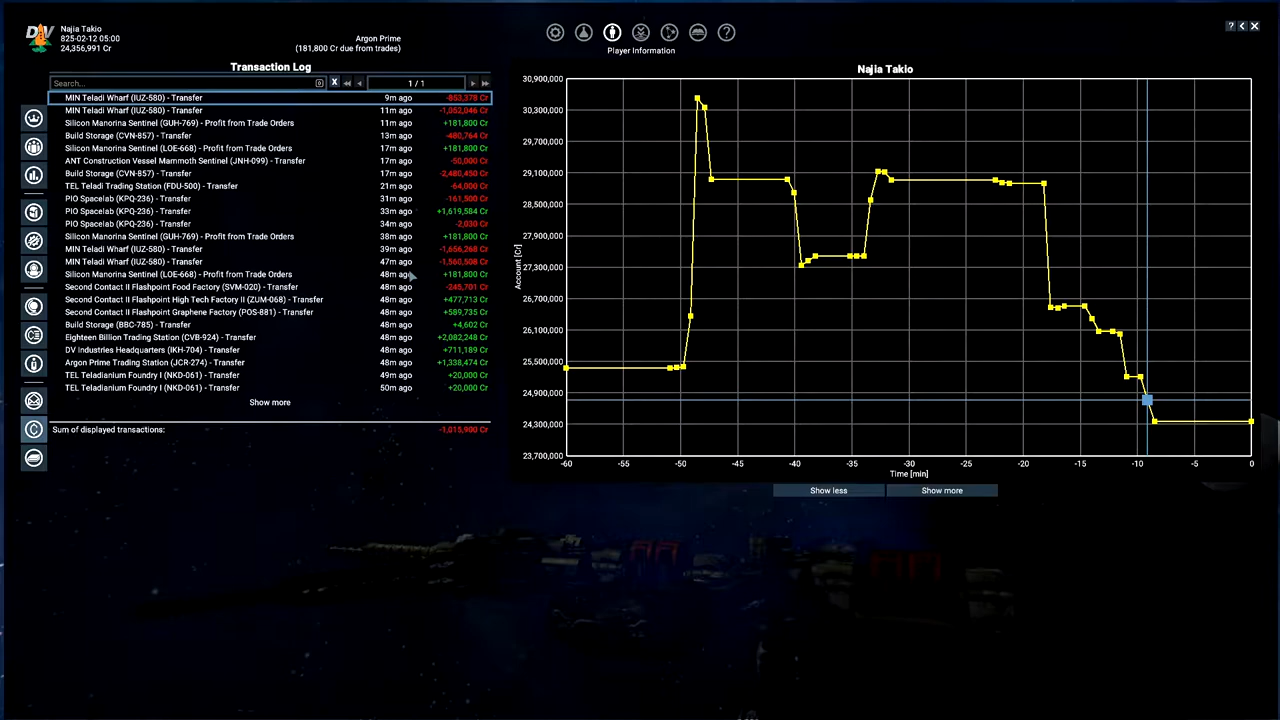 DV
Najia Takio
825-02-12 05:00
24,356,991 Cr
Argon Prime
(181,800 Cr due from trades)
Player Information
?
? < X
Transaction Log
Search...
X
1 / 1
MIN Teladi Wharf (IUZ-580) - Transfer 9m ago -853,378 Cr
MIN Teladi Wharf (IUZ-580) - Transfer 11m ago -1,052,046 Cr
Silicon Manorina Sentinel (GUH-769) - Profit from Trade Orders 11m ago +181,800 Cr
Build Storage (CVN-857) - Transfer 13m ago -480,764 Cr
Silicon Manorina Sentinel (LOE-668) - Profit from Trade Orders 17m ago +181,800 Cr
ANT Construction Vessel Mammoth Sentinel (JNH-099) - Transfer 17m ago -50,000 Cr
Build Storage (CVN-857) - Transfer 17m ago -2,480,450 Cr
TEL Teladi Trading Station (FDU-500) - Transfer 21m ago -64,000 Cr
PIO Spacelab (KPQ-236) - Transfer 31m ago -161,500 Cr
PIO Spacelab (KPQ-236) - Transfer 33m ago +1,619,584 Cr
PIO Spacelab (KPQ-236) - Transfer 34m ago -2,030 Cr
Silicon Manorina Sentinel (GUH-769) - Profit from Trade Orders 38m ago +181,800 Cr
MIN Teladi Wharf (IUZ-580) - Transfer 39m ago -1,656,268 Cr
MIN Teladi Wharf (IUZ-580) - Transfer 47m ago -1,560,508 Cr
Silicon Manorina Sentinel (LOE-668) - Profit from Trade Orders 48m ago +181,800 Cr
Second Contact II Flashpoint Food Factory (SVM-020) - Transfer 48m ago -245,701 Cr
Second Contact II Flashpoint High Tech Factory II (ZUM-068) - Transfer 48m ago +477,713 Cr
Second Contact II Flashpoint Graphene Factory (POS-881) - Transfer 48m ago +589,735 Cr
Build Storage (BBC-785) - Transfer 48m ago +4,602 Cr
Eighteen Billion Trading Station (CVB-924) - Transfer 48m ago +2,082,248 Cr
DV Industries Headquarters (IKH-704) - Transfer 48m ago +711,189 Cr
Argon Prime Trading Station (JCR-274) - Transfer 48m ago +1,338,474 Cr
TEL Teladianium Foundry I (NKD-061) - Transfer 49m ago +20,000 Cr
TEL Teladianium Foundry I (NKD-061) - Transfer 50m ago +20,000 Cr
Show more
Sum of displayed transactions: -1,015,900 Cr
Najia Takio
Account [Cr]
30,900,000
30,300,000
29,700,000
29,100,000
28,500,000
27,900,000
27,300,000
26,700,000
26,100,000
25,500,000
24,900,000
24,300,000
23,700,000
-60 -55 -50 -45 -40 -35 -30 -25 -20 -15 -10 -5 0
Time [min]
Show less
Show more